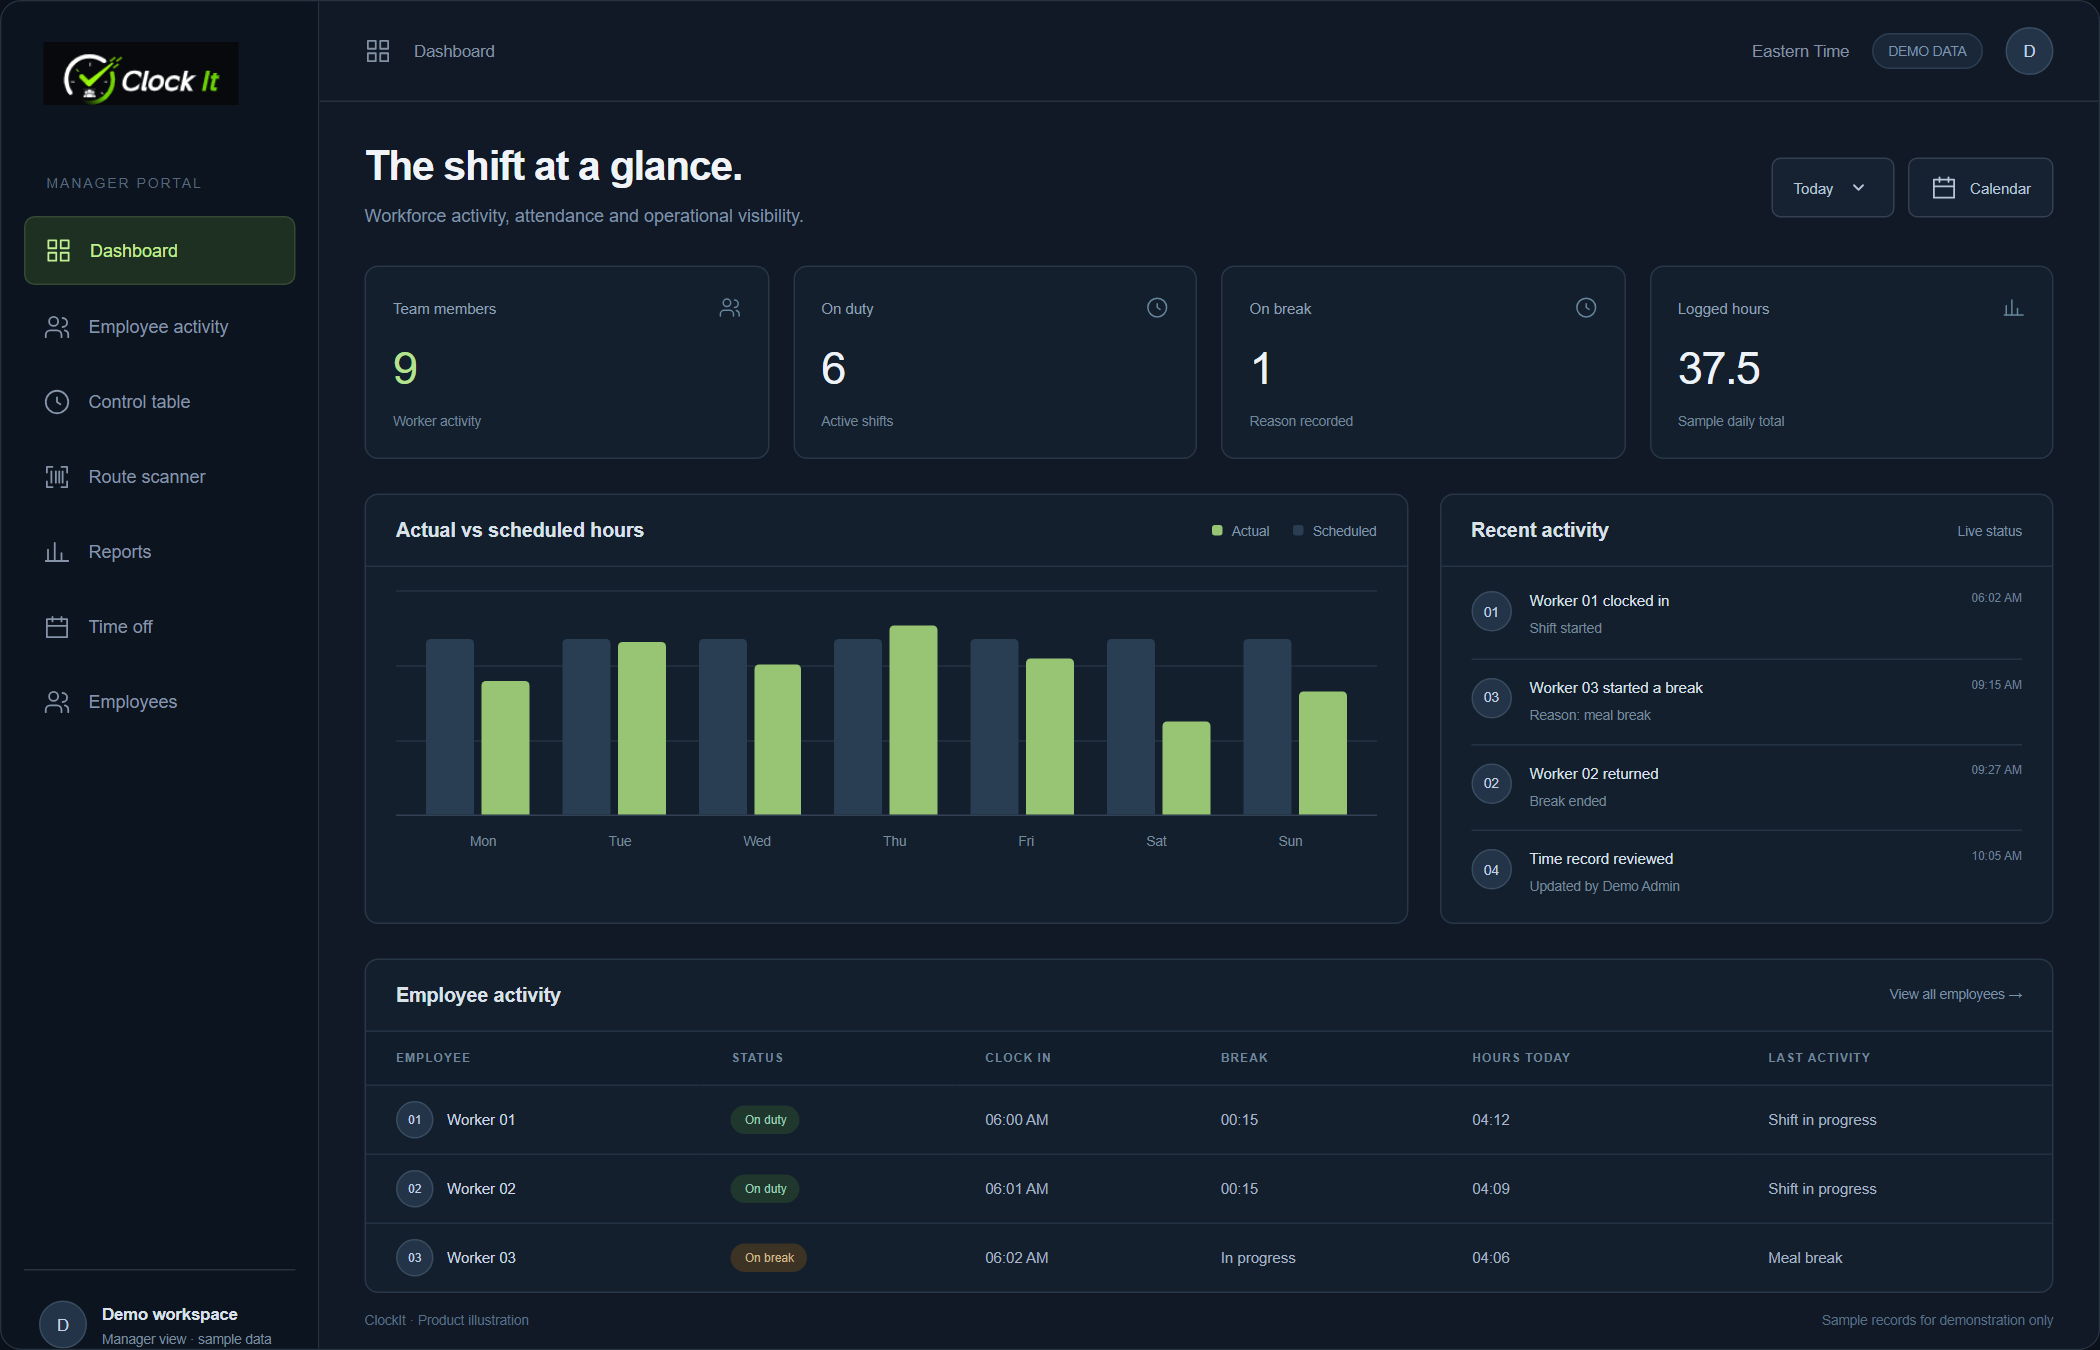 Clock It
MANAGER PORTAL
Dashboard
Employee activity
Control table
Route scanner
Reports
Time off
Employees
D
Demo workspace
Manager view · sample data
Dashboard
Eastern Time
DEMO DATA
D
The shift at a glance.
Workforce activity, attendance and operational visibility.
Today
Calendar
Team members
9
Worker activity
On duty
6
Active shifts
On break
1
Reason recorded
Logged hours
37.5
Sample daily total
Actual vs scheduled hours
Actual Scheduled
Mon Tue Wed Thu Fri Sat Sun
Recent activity
Live status
01 Worker 01 clocked in 06:02 AM
Shift started
03 Worker 03 started a break 09:15 AM
Reason: meal break
02 Worker 02 returned 09:27 AM
Break ended
04 Time record reviewed 10:05 AM
Updated by Demo Admin
Employee activity
View all employees →
EMPLOYEE STATUS CLOCK IN BREAK HOURS TODAY LAST ACTIVITY
01 Worker 01 On duty 06:00 AM 00:15 04:12 Shift in progress
02 Worker 02 On duty 06:01 AM 00:15 04:09 Shift in progress
03 Worker 03 On break 06:02 AM In progress 04:06 Meal break
ClockIt · Product illustration
Sample records for demonstration only